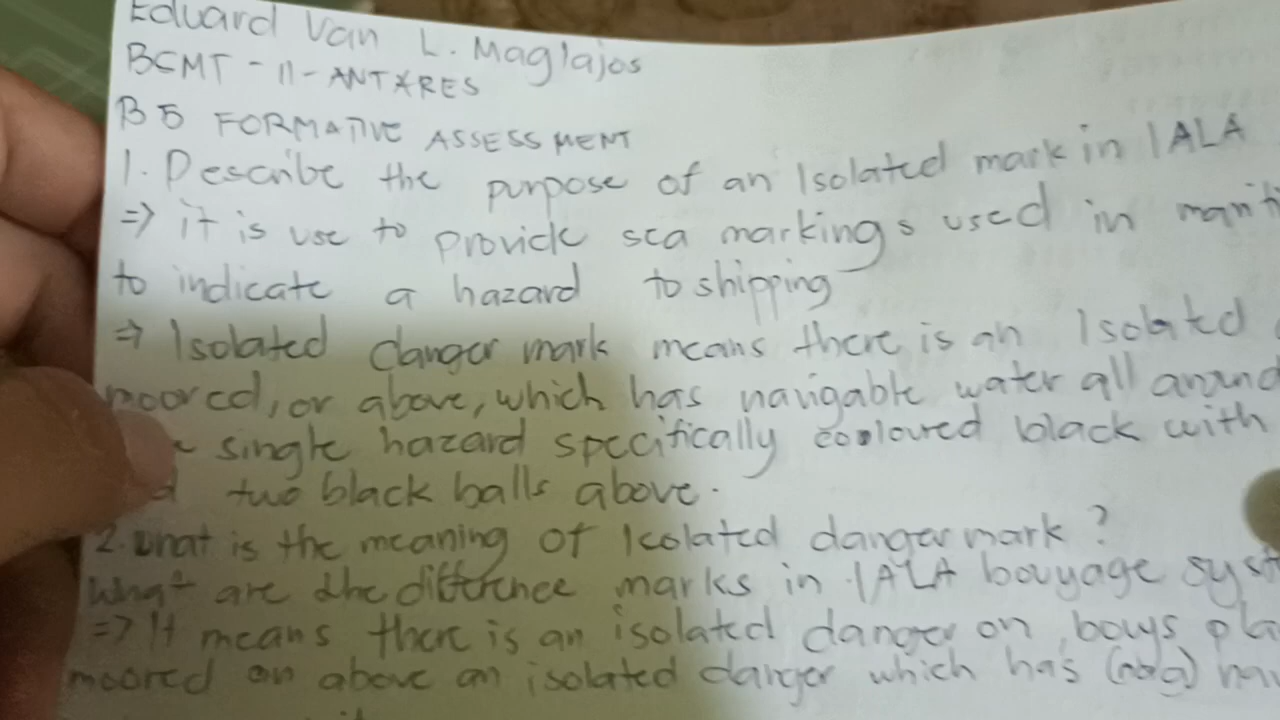 Eduard Van L. Maglajos
BCMT - 11 - ANTARES
B5 FORMATIVE ASSESSMENT
1. Describe the purpose of an Isolated mark in IALA
=> it is use to provide sea markings used in
to indicate a hazard to shipping
=> Isolated danger mark means there is an Isolated
moored, or above, which has navigable water all around
single hazard specifically cooloured black with
two black balls above.
2. What is the meaning of Isolated danger mark?
What are the difference marks in IALA bouyage
=> It means there is an isolated danger on bouys
moored on above an isolated danger which has